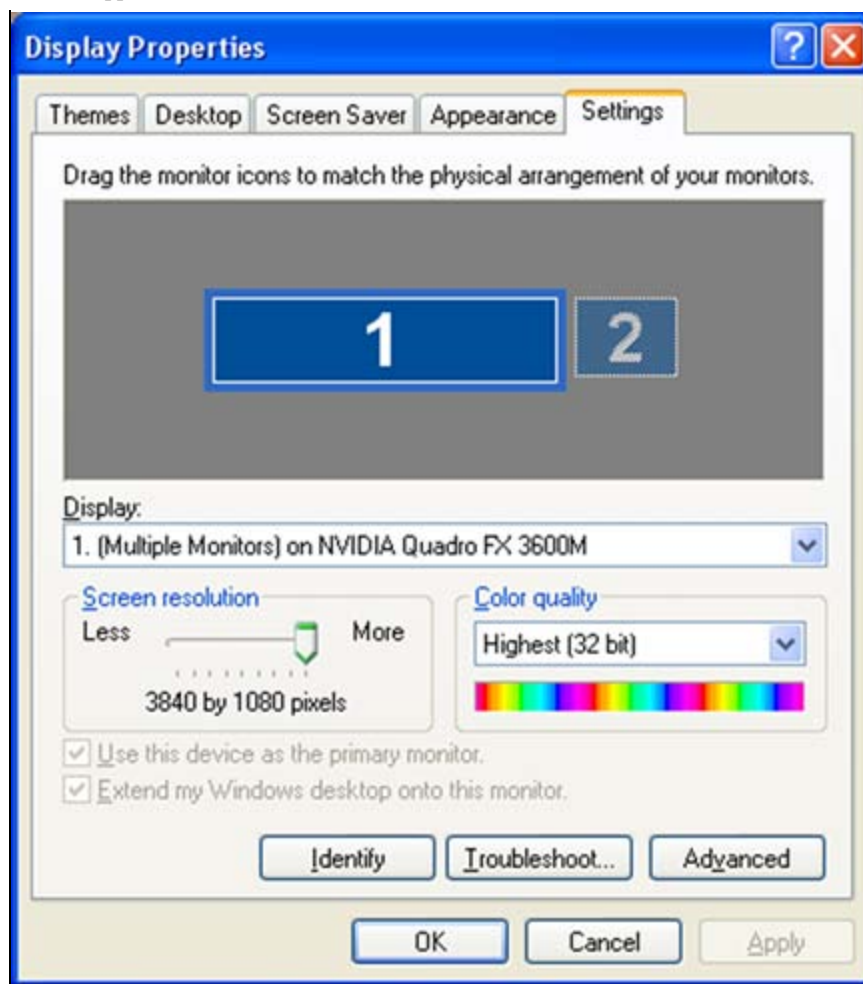 Display Properties
Themes Desktop Screen Saver Appearance Settings
Drag the monitor icons to match the physical arrangement of your monitors.
1 2
Display:
1. (Multiple Monitors) on NVIDIA Quadro FX 3600M
Screen resolution Color quality
Less More Highest (32 bit)
3840 by 1080 pixels
Use this device as the primary monitor.
Extend my Windows desktop onto this monitor.
Identify Troubleshoot... Advanced
OK Cancel Apply